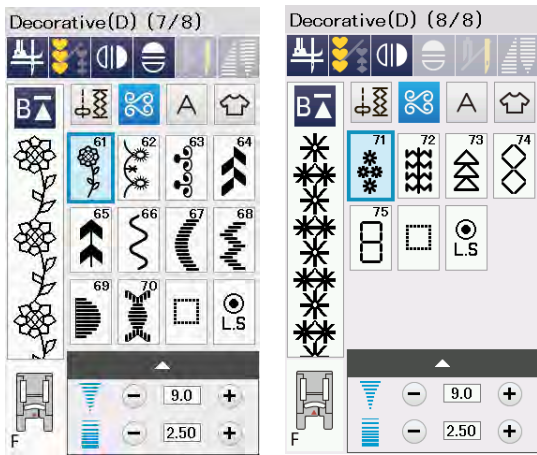 Decorative(D) (7/8)
B
A
61 62 63 64
65 66 67 68
69 70
L.S
9.0
F
2.50
Decorative(D) (8/8)
B
A
71 72 73 74
75
L.S
9.0
F
2.50